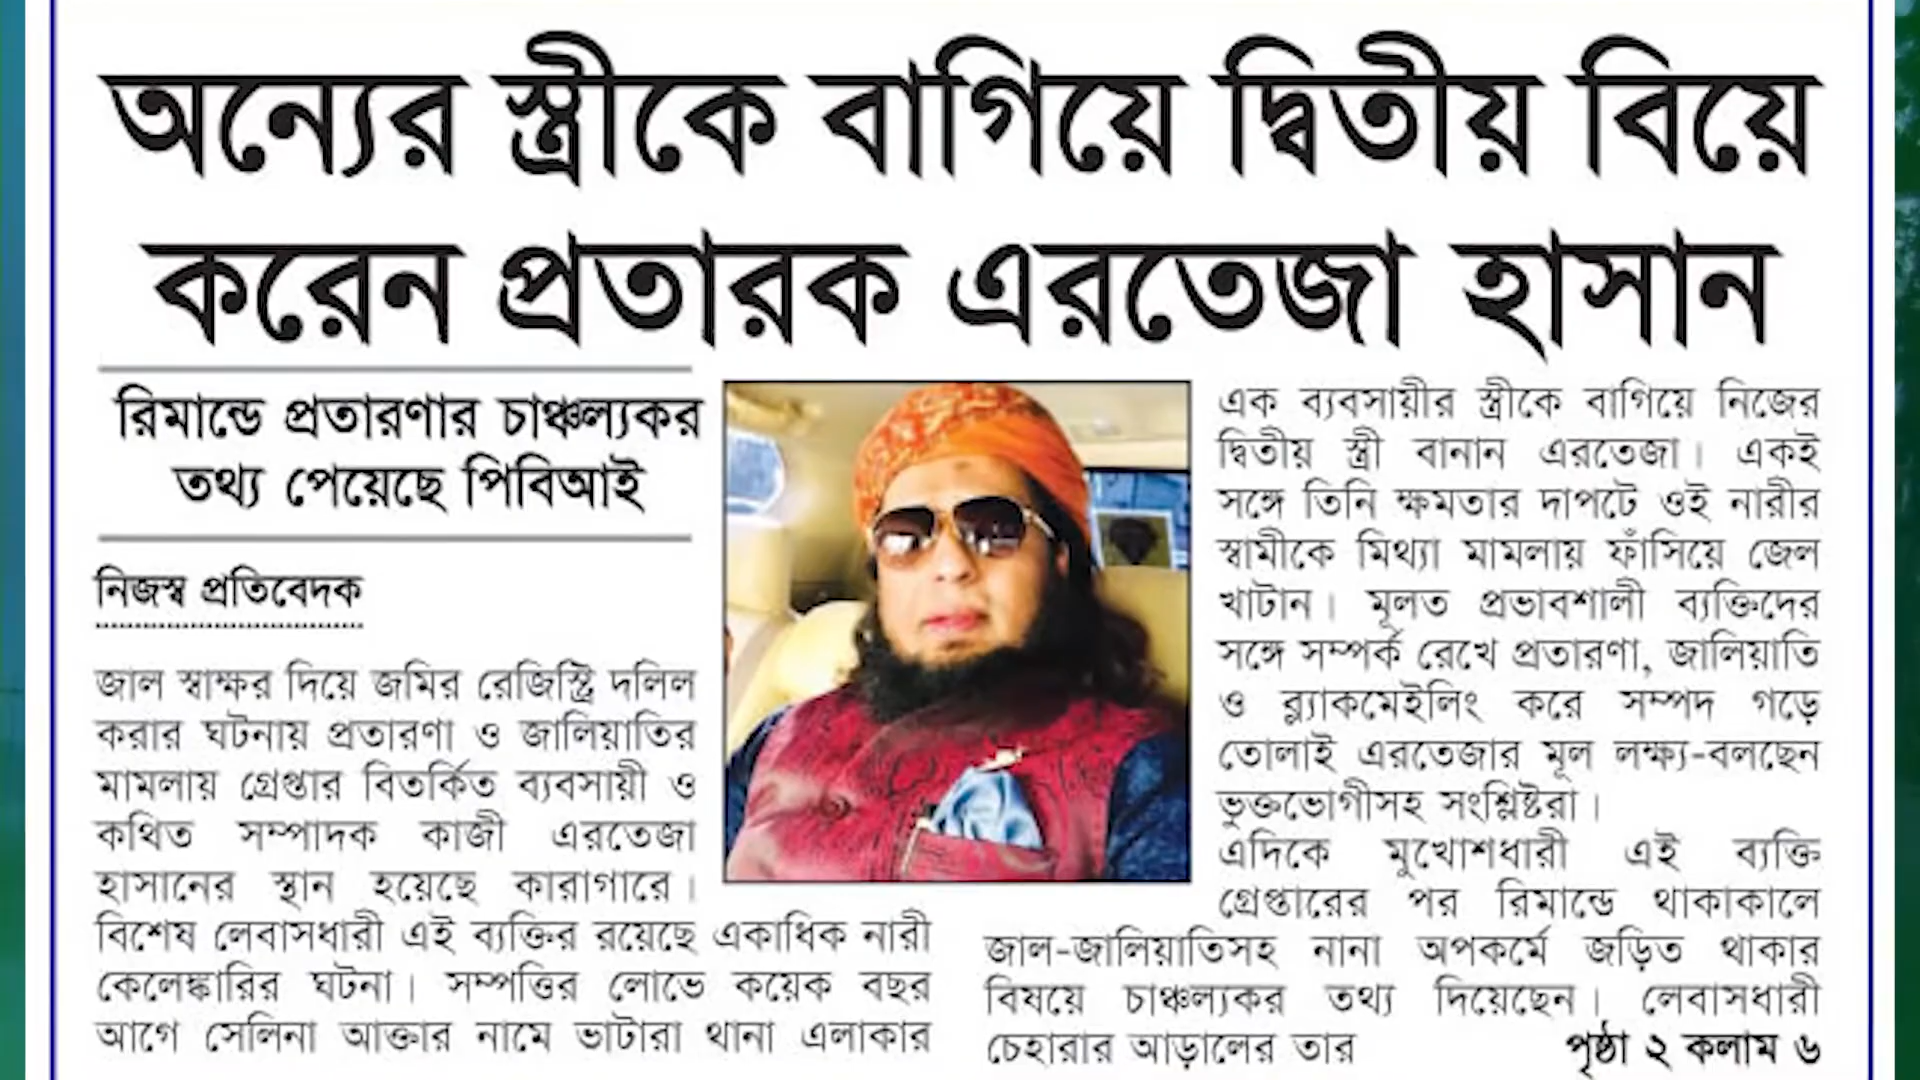 অন্যের স্ত্রীকে বাগিয়ে দ্বিতীয় বিয়ে
করেন প্রতারক এরতেজা হাসান
রিমান্ডে প্রতারণার চাঞ্চল্যকর
তথ্য পেয়েছে পিবিআই
নিজস্ব প্রতিবেদক
জাল স্বাক্ষর দিয়ে জমির রেজিস্ট্রি দলিল
করার ঘটনায় প্রতারণা ও জালিয়াতির
মামলায় গ্রেপ্তার বিতর্কিত ব্যবসায়ী ও
কথিত সম্পাদক কাজী এরতেজা
হাসানের স্থান হয়েছে কারাগারে।
বিশেষ লেবাসধারী এই ব্যক্তির রয়েছে একাধিক নারী
কেলেঙ্কারির ঘটনা। সম্পত্তির লোভে কয়েক বছর
আগে সেলিনা আক্তার নামে ভাটারা থানা এলাকার
এক ব্যবসায়ীর স্ত্রীকে বাগিয়ে নিজের
দ্বিতীয় স্ত্রী বানান এরতেজা। একই
সঙ্গে তিনি ক্ষমতার দাপটে ওই নারীর
স্বামীকে মিথ্যা মামলায় ফাঁসিয়ে জেল
খাটান। মূলত প্রভাবশালী ব্যক্তিদের
সঙ্গে সম্পর্ক রেখে প্রতারণা, জালিয়াতি
ও ব্ল্যাকমেইলিং করে সম্পদ গড়ে
তোলাই এরতেজার মূল লক্ষ্য-বলছেন
ভুক্তভোগীসহ সংশ্লিষ্টরা।
এদিকে মুখোশধারী এই ব্যক্তি
গ্রেপ্তারের পর রিমান্ডে থাকাকালে
জাল-জালিয়াতিসহ নানা অপকর্মে জড়িত থাকার
বিষয়ে চাঞ্চল্যকর তথ্য দিয়েছেন। লেবাসধারী
চেহারার আড়ালের তার পৃষ্ঠা ২ কলাম ৬